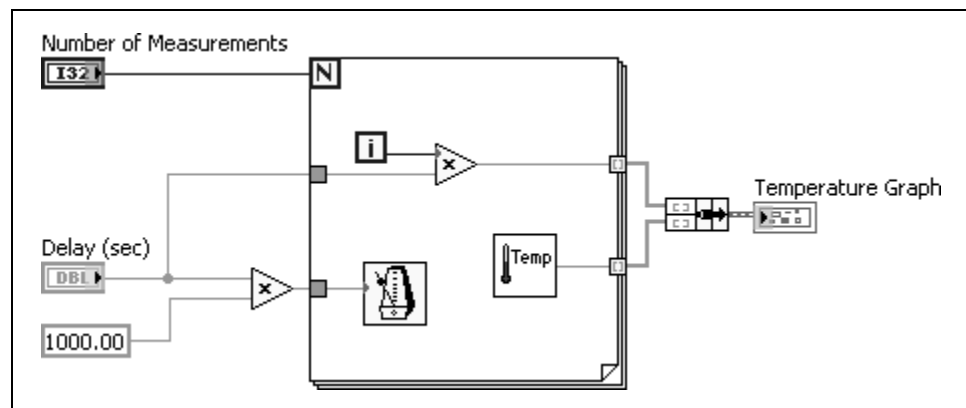 Number of Measurements
I32
N
i
x
Temp
Temperature Graph
Delay (sec)
DBL
x
1000.00